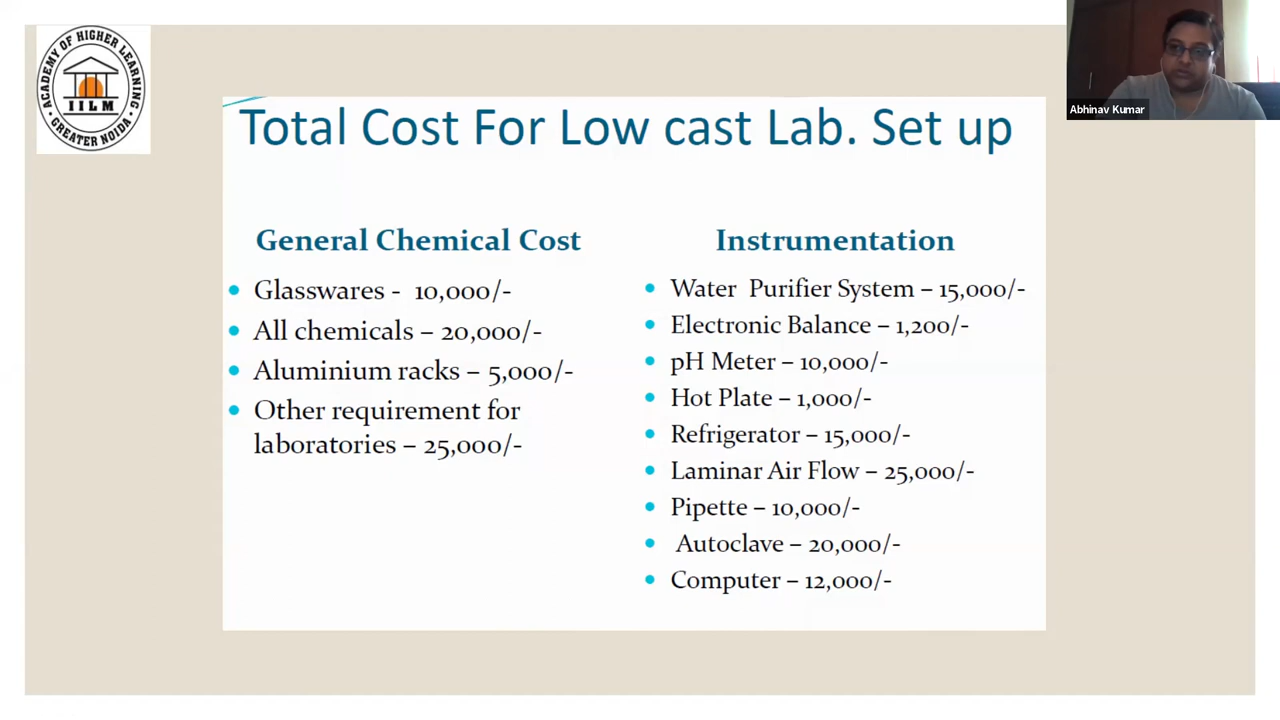 ACADEMY OF HIGHER LEARNING
IILM
GREATER NOIDA
Abhinav Kumar
Total Cost For Low cast Lab. Set up
General Chemical Cost
Glasswares - 10,000/-
All chemicals – 20,000/-
Aluminium racks – 5,000/-
Other requirement for
laboratories – 25,000/-
Instrumentation
Water Purifier System – 15,000/-
Electronic Balance – 1,200/-
pH Meter – 10,000/-
Hot Plate – 1,000/-
Refrigerator – 15,000/-
Laminar Air Flow – 25,000/-
Pipette – 10,000/-
Autoclave – 20,000/-
Computer – 12,000/-